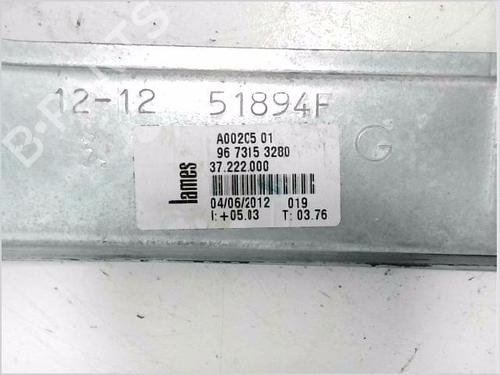 B-PARTS
12-12 51894F
G
A002C5 01
96 7315 3280
37.222.000
lames
04/06/2012 019
I:+05.03 T: 03.76